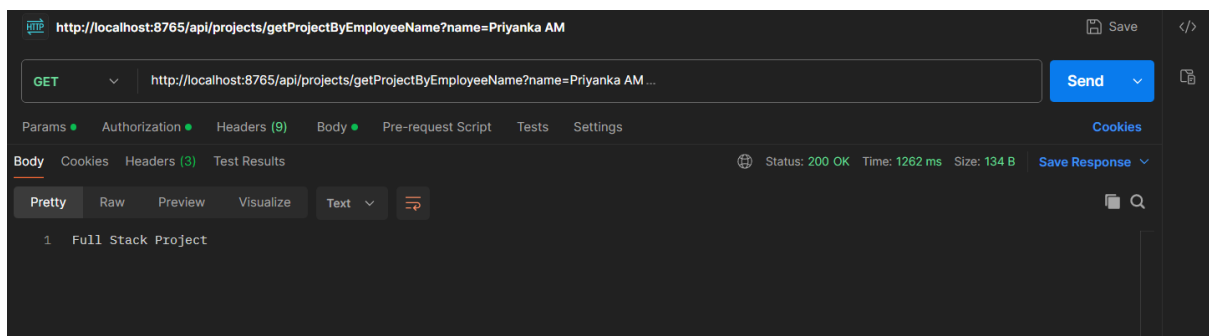 HTTP http://localhost:8765/api/projects/getProjectByEmployeeName?name=Priyanka AM Save </>
GET http://localhost:8765/api/projects/getProjectByEmployeeName?name=Priyanka AM ... Send
Params Authorization Headers (9) Body Pre-request Script Tests Settings Cookies
Body Cookies Headers (3) Test Results Status: 200 OK Time: 1262 ms Size: 134 B Save Response
Pretty Raw Preview Visualize Text
1 Full Stack Project